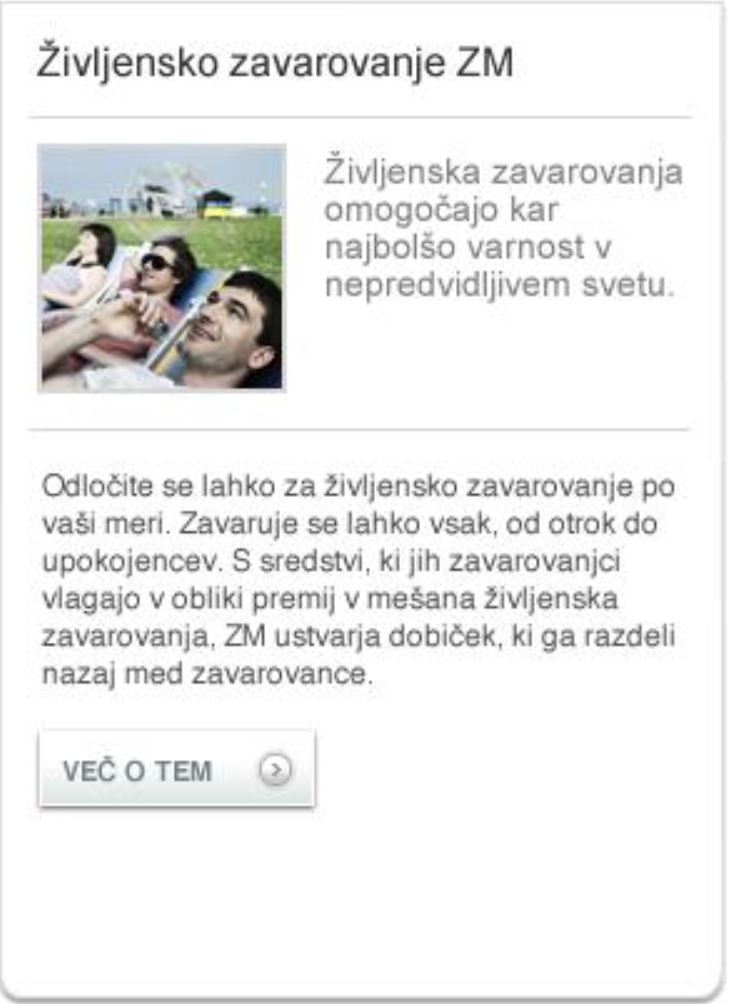 Življensko zavarovanje ZM
Življenska zavarovanja
omogočajo kar
najbolšo varnost v
nepredvidljivem svetu.
Odločite se lahko za življensko zavarovanje po
vaši meri. Zavaruje se lahko vsak, od otrok do
upokojencev. S sredstvi, ki jih zavarovanjci
vlagajo v obliki premij v mešana življenska
zavarovanja, ZM ustvarja dobiček, ki ga razdeli
nazaj med zavarovance.
VEČ O TEM